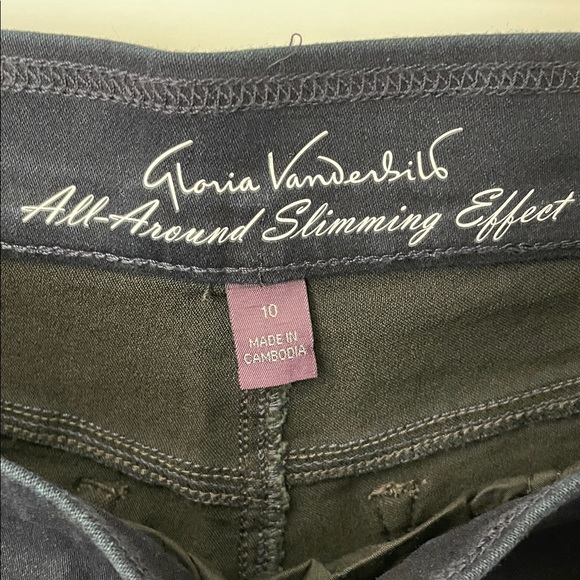 Gloria Vanderbilt
All-Around Slimming Effect
10
MADE IN
CAMBODIA